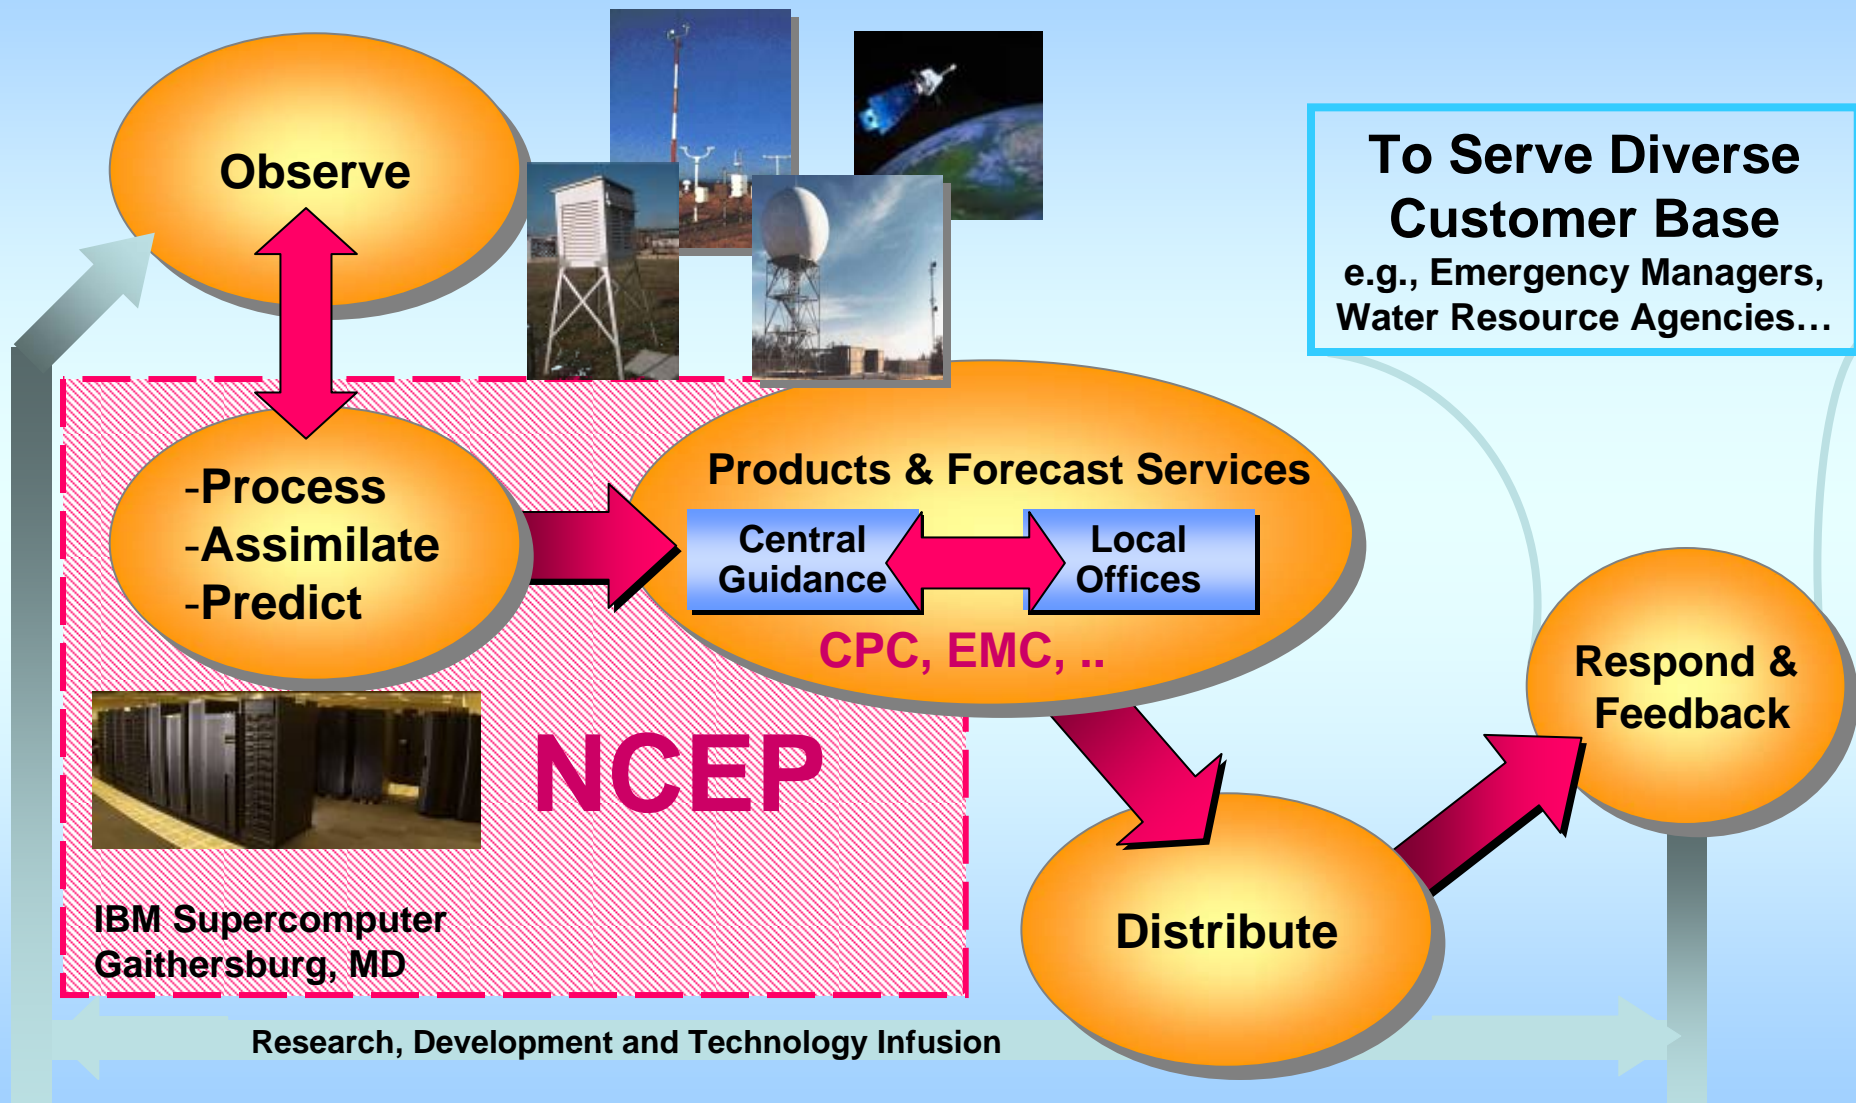 Observe
To Serve Diverse
Customer Base
e.g., Emergency Managers,
Water Resource Agencies…
-Process
-Assimilate
-Predict
Products & Forecast Services
Central
Guidance
Local
Offices
CPC, EMC, ..
Respond &
Feedback
NCEP
IBM Supercomputer
Gaithersburg, MD
Distribute
Research, Development and Technology Infusion